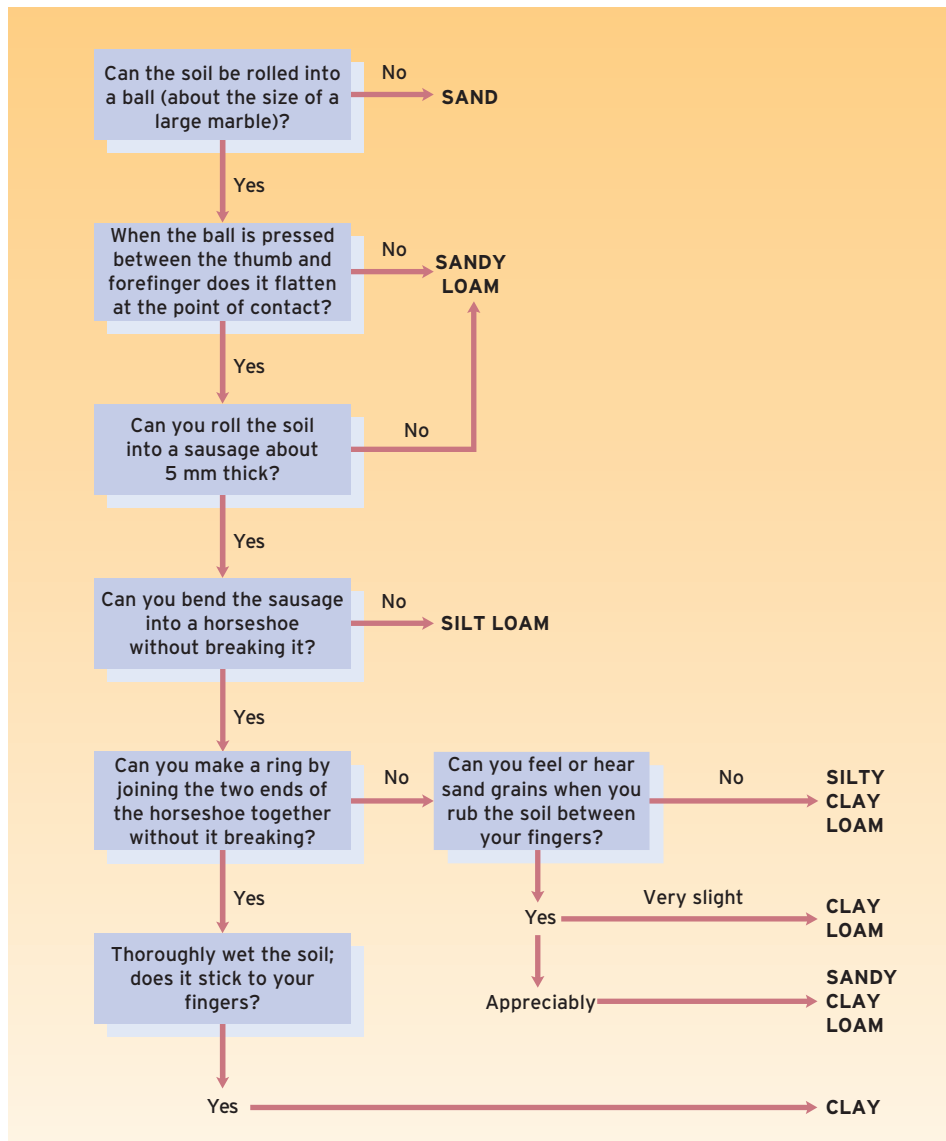 Can the soil be rolled into
a ball (about the size of a
large marble)?
No
SAND
Yes
When the ball is pressed
between the thumb and
forefinger does it flatten
at the point of contact?
No
SANDY
LOAM
Yes
Can you roll the soil
into a sausage about
5 mm thick?
No
Yes
Can you bend the sausage
into a horseshoe
without breaking it?
No
SILT LOAM
Yes
Can you make a ring by
joining the two ends of
the horseshoe together
without it breaking?
No
Can you feel or hear
sand grains when you
rub the soil between
your fingers?
No
SILTY
CLAY
LOAM
Yes
Very slight
CLAY
LOAM
Appreciably
SANDY
CLAY
LOAM
Yes
Thoroughly wet the soil;
does it stick to your
fingers?
Yes
CLAY